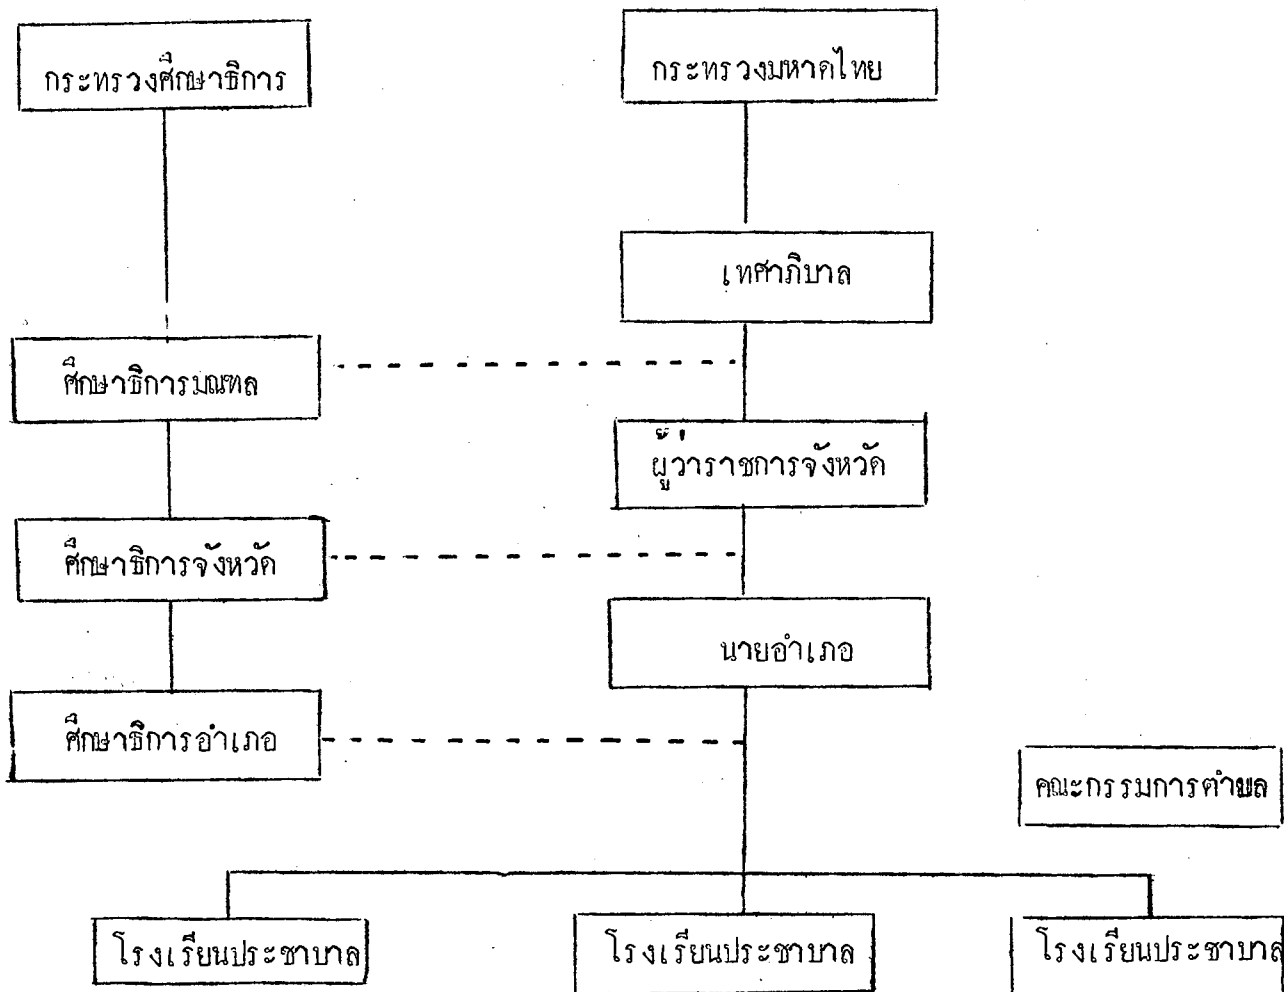 กระทรวงศึกษาธิการ
กระทรวงมหาดไทย
เทศาภิบาล
ศึกษาธิการมณฑล
ผู้ว่าราชการจังหวัด
ศึกษาธิการจังหวัด
นายอำเภอ
ศึกษาธิการอำเภอ
คณะกรรมการตำบล
โรงเรียนประชาบาล
โรงเรียนประชาบาล
โรงเรียนประชาบาล